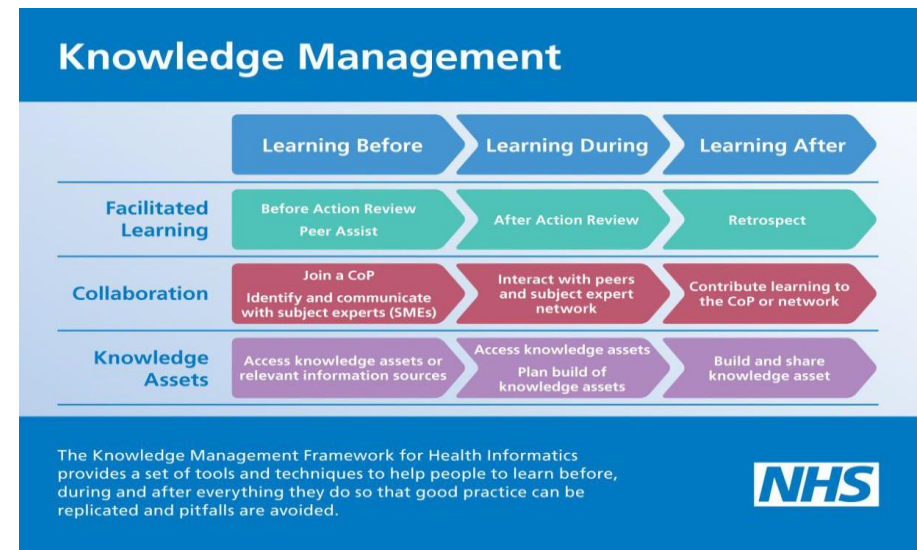 Knowledge Management
Learning Before
Learning During
Learning After
Facilitated
Learning
Before Action Review
Peer Assist
After Action Review
Retrospect
Collaboration
Join a CoP
Identify and communicate
with subject experts (SMEs)
Interact with peers
and subject expert
network
Contribute learning to
the CoP or network
Knowledge
Assets
Access knowledge assets or
relevant information sources
Access knowledge assets
Plan build of
knowledge assets
Build and share
knowledge asset
The Knowledge Management Framework for Health Informatics
provides a set of tools and techniques to help people to learn before,
during and after everything they do so that good practice can be
replicated and pitfalls are avoided.
NHS